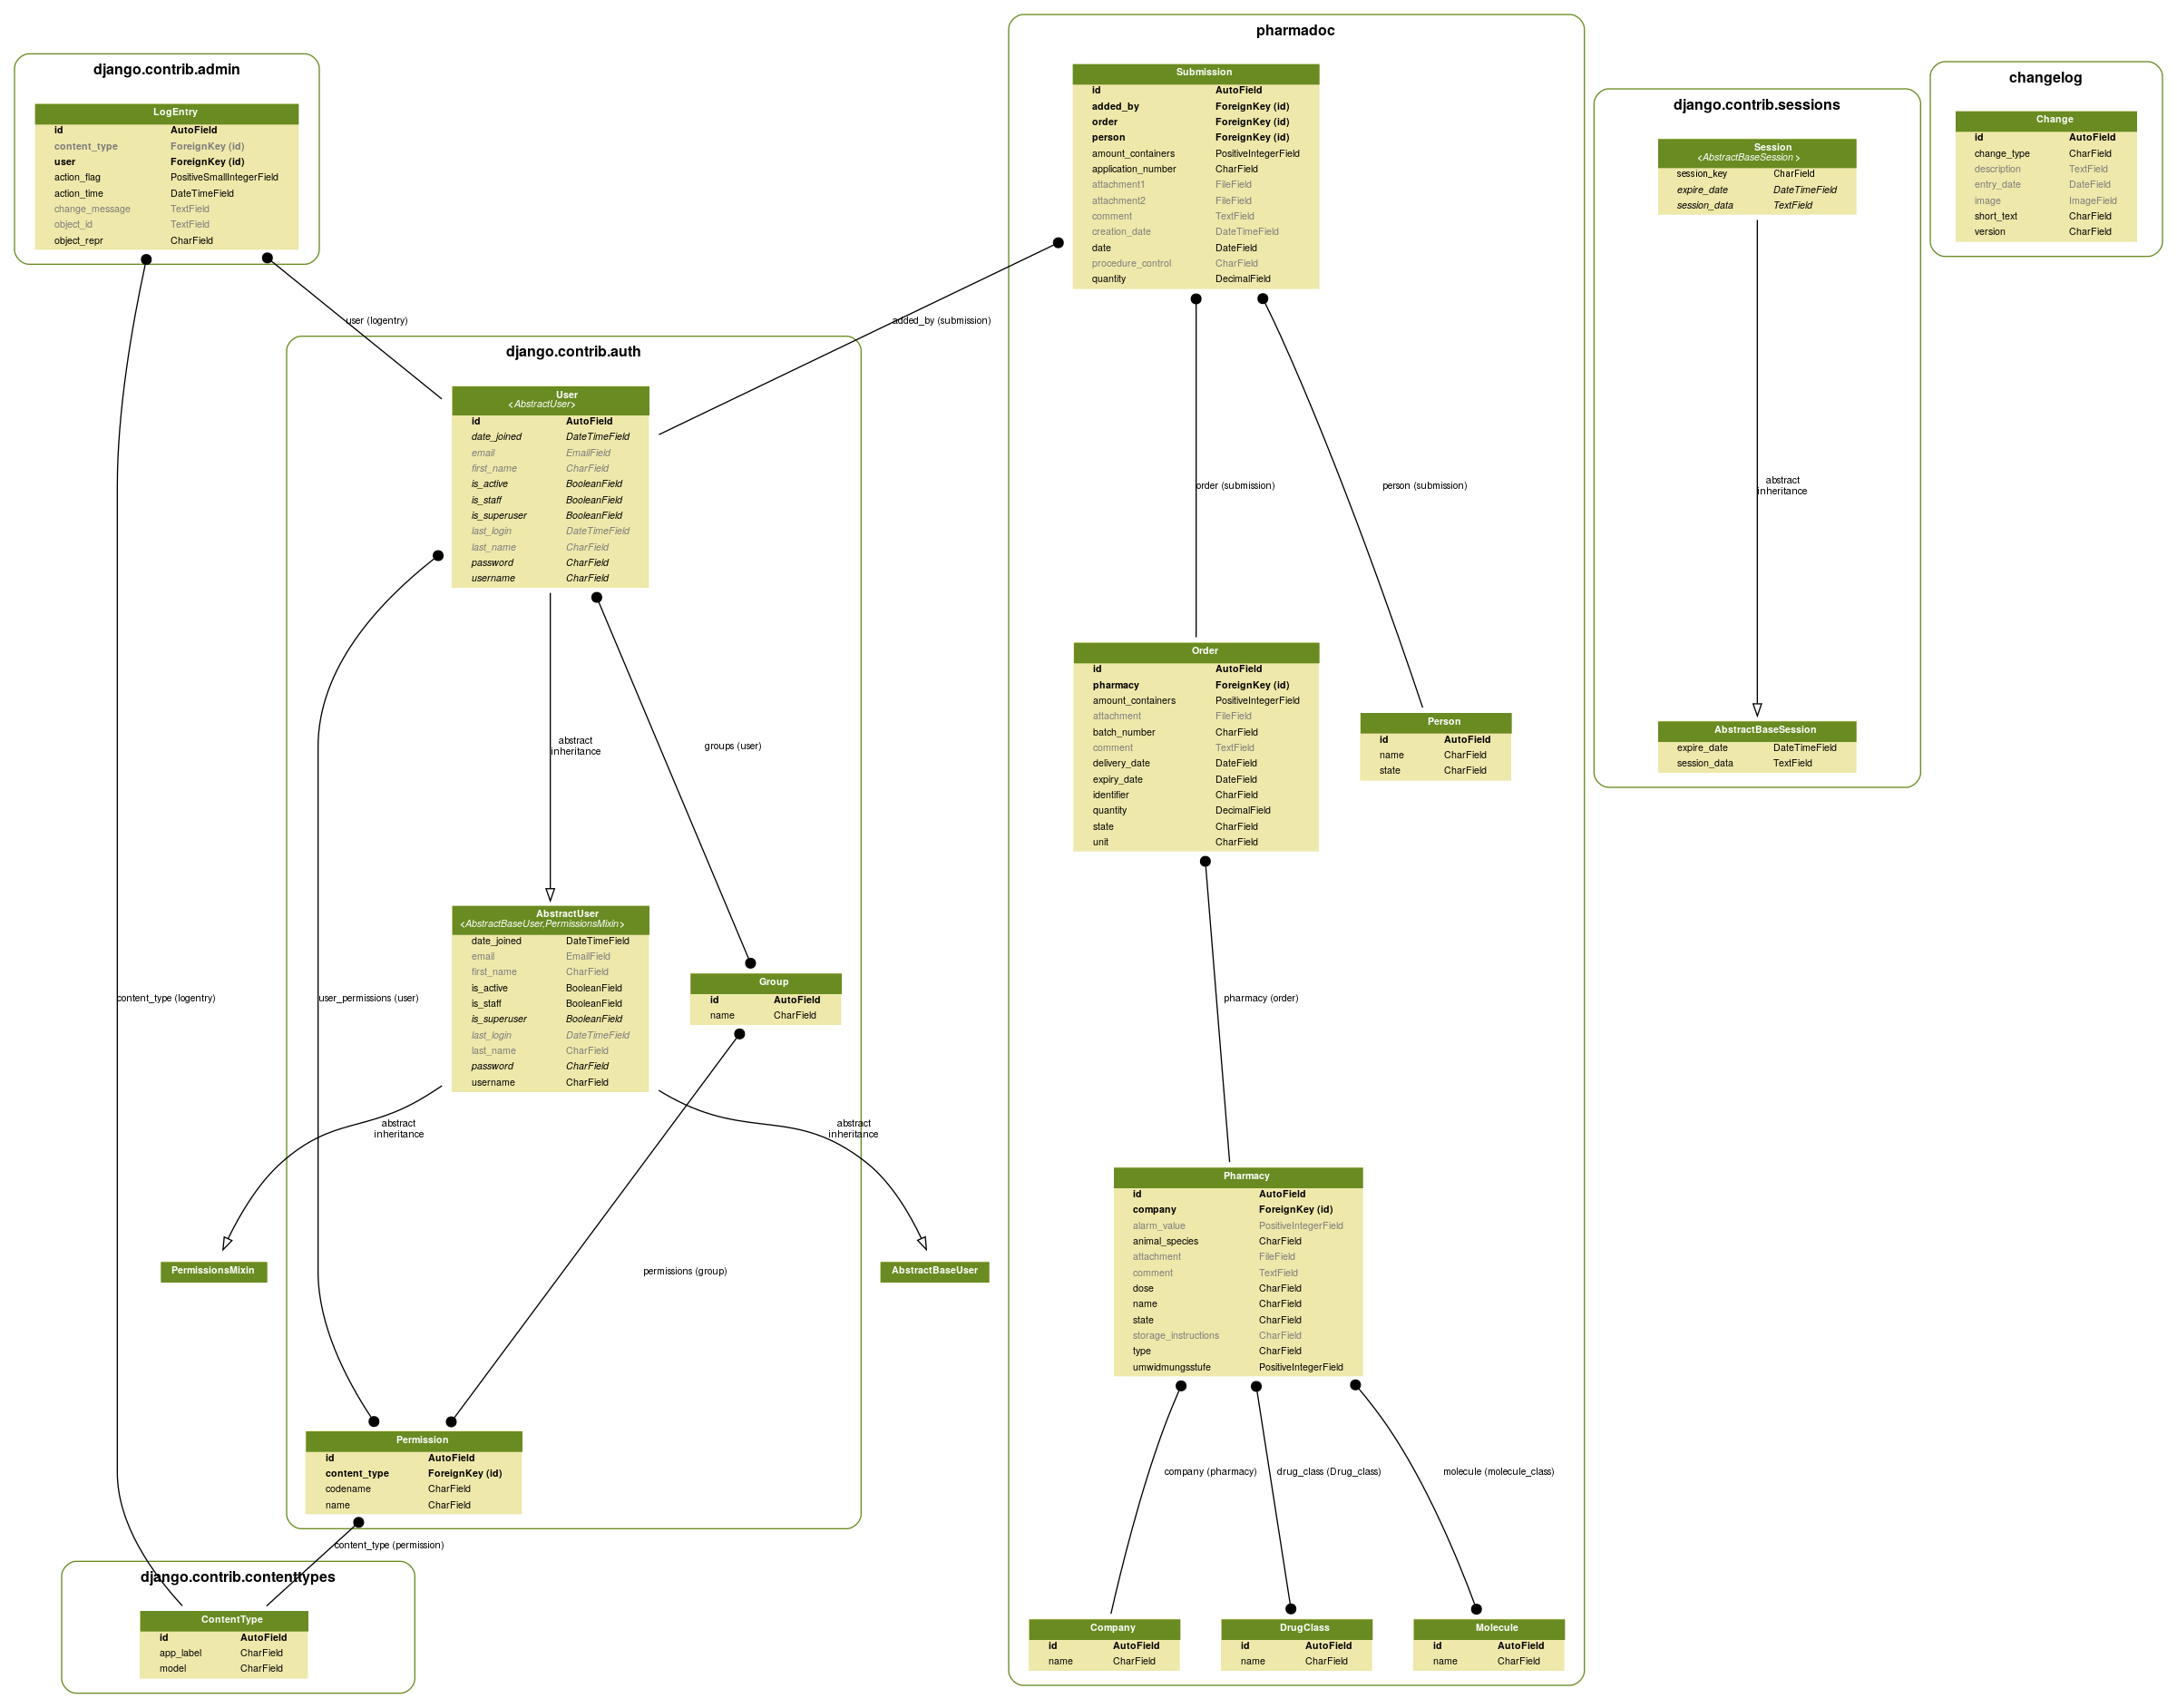 django.contrib.admin
LogEntry
id AutoField
content_type ForeignKey (id)
user ForeignKey (id)
action_flag PositiveSmallIntegerField
action_time DateTimeField
change_message TextField
object_id TextField
object_repr CharField
user (logentry)
content_type (logentry)
django.contrib.auth
User
<AbstractUser>
id AutoField
date_joined DateTimeField
email EmailField
first_name CharField
is_active BooleanField
is_staff BooleanField
is_superuser BooleanField
last_login DateTimeField
last_name CharField
password CharField
username CharField
abstract
inheritance
groups (user)
user_permissions (user)
AbstractUser
<AbstractBaseUser,PermissionsMixin>
date_joined DateTimeField
email EmailField
first_name CharField
is_active BooleanField
is_staff BooleanField
is_superuser BooleanField
last_login DateTimeField
last_name CharField
password CharField
username CharField
Group
id AutoField
name CharField
abstract
inheritance
abstract
inheritance
PermissionsMixin
AbstractBaseUser
permissions (group)
Permission
id AutoField
content_type ForeignKey (id)
codename CharField
name CharField
content_type (permission)
django.contrib.contenttypes
ContentType
id AutoField
app_label CharField
model CharField
pharmadoc
Submission
id AutoField
added_by ForeignKey (id)
order ForeignKey (id)
person ForeignKey (id)
amount_containers PositiveIntegerField
application_number CharField
attachment1 FileField
attachment2 FileField
comment TextField
creation_date DateTimeField
date DateField
procedure_control CharField
quantity DecimalField
added_by (submission)
order (submission)
person (submission)
Order
id AutoField
pharmacy ForeignKey (id)
amount_containers PositiveIntegerField
attachment FileField
batch_number CharField
comment TextField
delivery_date DateField
expiry_date DateField
identifier CharField
quantity DecimalField
state CharField
unit CharField
Person
id AutoField
name CharField
state CharField
pharmacy (order)
Pharmacy
id AutoField
company ForeignKey (id)
alarm_value PositiveIntegerField
animal_species CharField
attachment FileField
comment TextField
dose CharField
name CharField
state CharField
storage_instructions CharField
type CharField
umwidmungsstufe PositiveIntegerField
company (pharmacy)
drug_class (Drug_class)
molecule (molecule_class)
Company
id AutoField
name CharField
DrugClass
id AutoField
name CharField
Molecule
id AutoField
name CharField
django.contrib.sessions
Session
<AbstractBaseSession>
session_key CharField
expire_date DateTimeField
session_data TextField
abstract
inheritance
AbstractBaseSession
expire_date DateTimeField
session_data TextField
changelog
Change
id AutoField
change_type CharField
description TextField
entry_date DateField
image ImageField
short_text CharField
version CharField